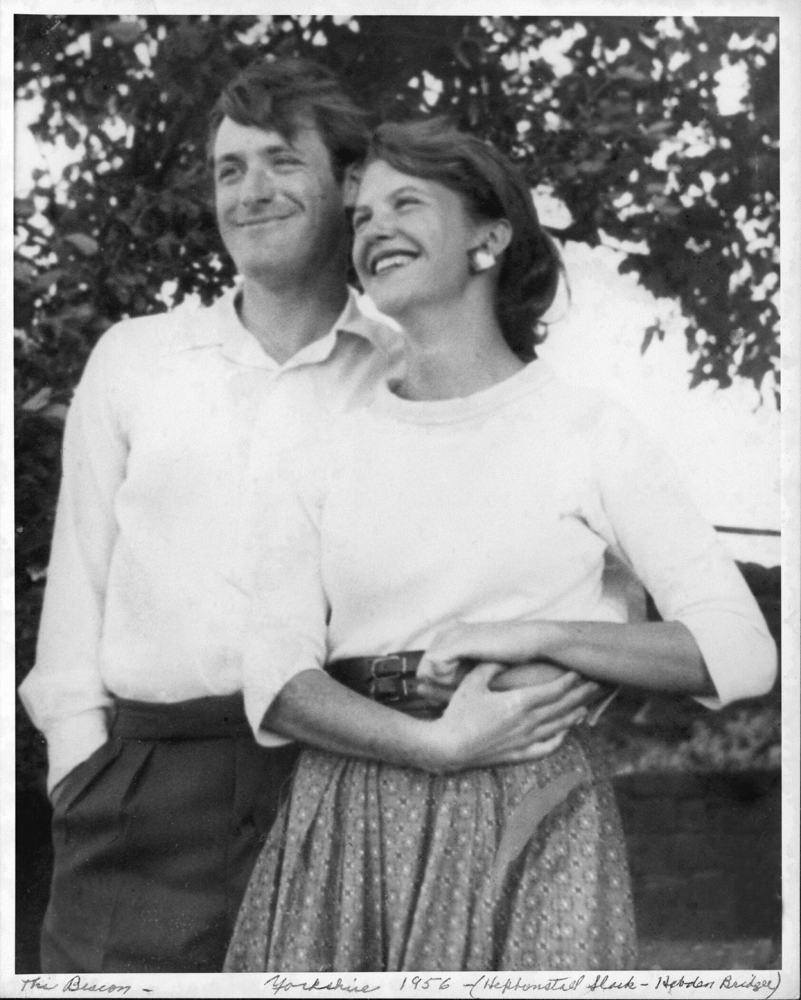 The Beacon - Yorkshire 1956 - (Heptonstall Slack - Hebden Bridge)